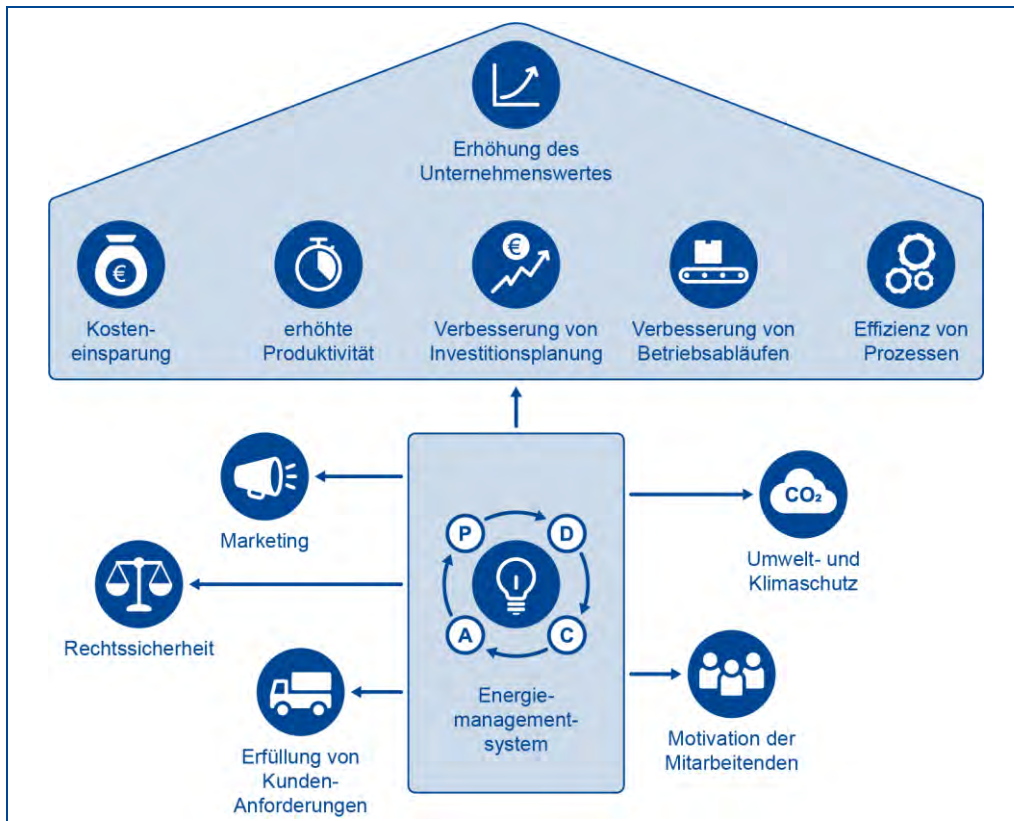 Erhöhung des
Unternehmenswertes
€
Kosten-
einsparung
erhöhte
Produktivität
€
Verbesserung von
Investitionsplanung
Verbesserung von
Betriebsabläufen
Effizienz von
Prozessen
Marketing
Rechtssicherheit
Erfüllung von
Kunden-
Anforderungen
P
D
A
C
Energie-
management-
system
CO₂
Umwelt- und
Klimaschutz
Motivation der
Mitarbeitenden